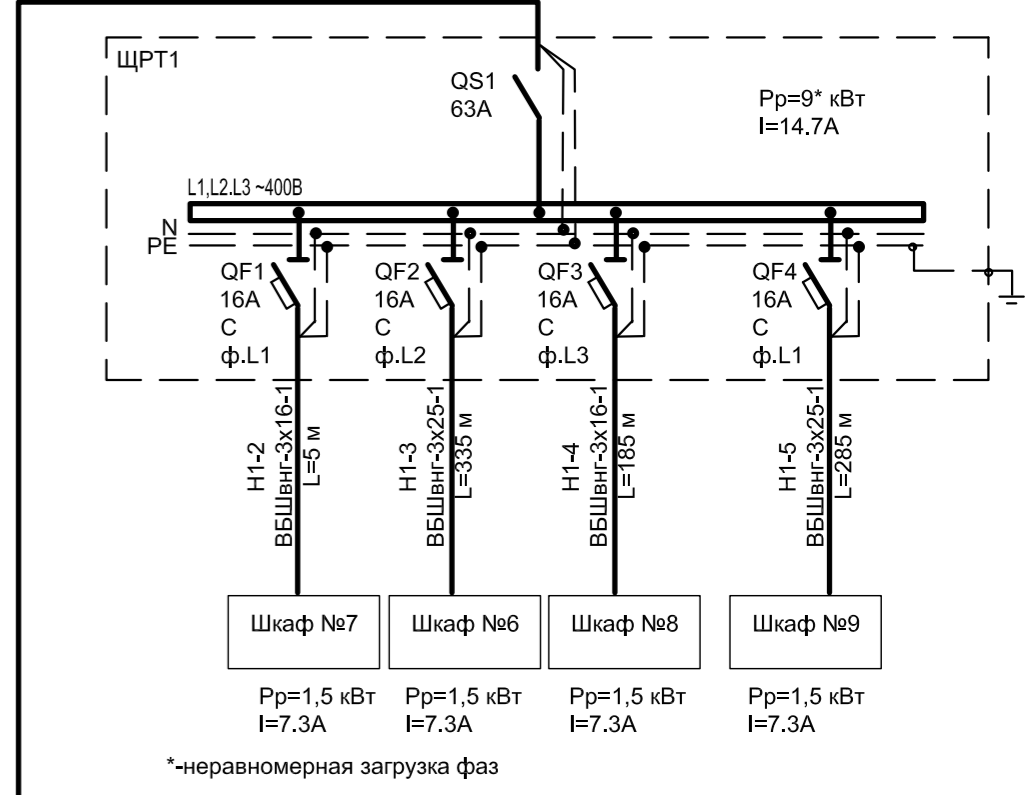 ЩРТ1
QS1
63А
Рр=9* кВт
I=14.7А
L1,L2.L3 ~400В
N
PE
QF1
16А
С
ф.L1
QF2
16А
С
ф.L2
QF3
16А
С
ф.L3
QF4
16А
С
ф.L1
Н1-2
ВБШвнг-3х16-1
L=5 м
Н1-3
ВБШвнг-3х25-1
L=335 м
Н1-4
ВБШвнг-3х16-1
L=185 м
Н1-5
ВБШвнг-3х25-1
L=285 м
Шкаф №7
Шкаф №6
Шкаф №8
Шкаф №9
Рр=1,5 кВт
I=7.3А
Рр=1,5 кВт
I=7.3А
Рр=1,5 кВт
I=7.3А
Рр=1,5 кВт
I=7.3А
*-неравномерная загрузка фаз